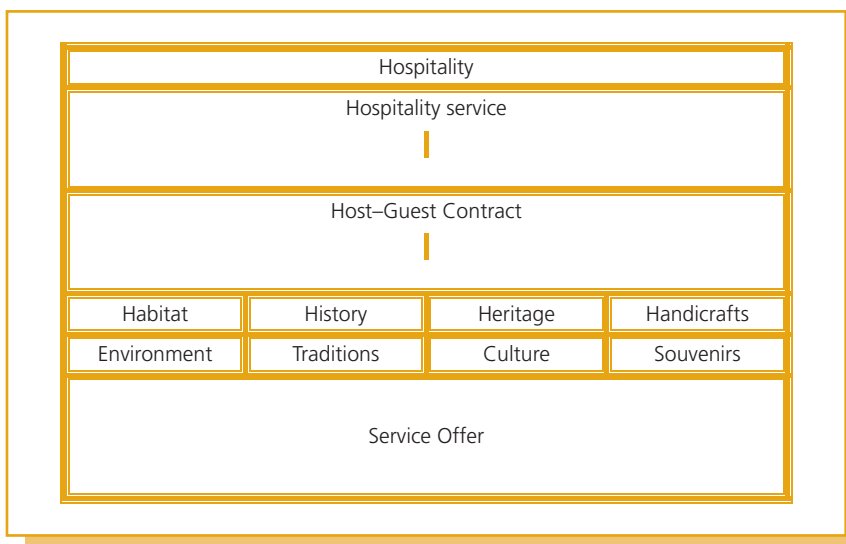 Hospitality
Hospitality service
Host–Guest Contract
Habitat History Heritage Handicrafts
Environment Traditions Culture Souvenirs
Service Offer